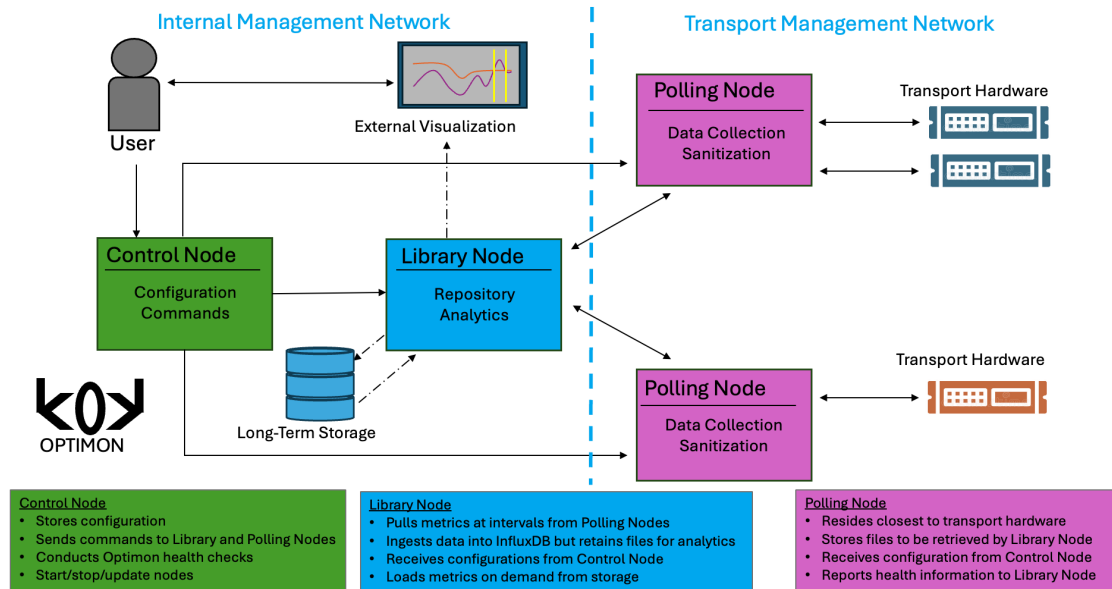 Internal Management Network
Transport Management Network
User
External Visualization
Polling Node
Data Collection
Sanitization
Transport Hardware
Control Node
Configuration
Commands
Library Node
Repository
Analytics
Long-Term Storage
OPTIMON
Polling Node
Data Collection
Sanitization
Transport Hardware
Control Node
• Stores configuration
• Sends commands to Library and Polling Nodes
• Conducts Optimon health checks
• Start/stop/update nodes
Library Node
• Pulls metrics at intervals from Polling Nodes
• Ingests data into InfluxDB but retains files for analytics
• Receives configurations from Control Node
• Loads metrics on demand from storage
Polling Node
• Resides closest to transport hardware
• Stores files to be retrieved by Library Node
• Receives configuration from Control Node
• Reports health information to Library Node